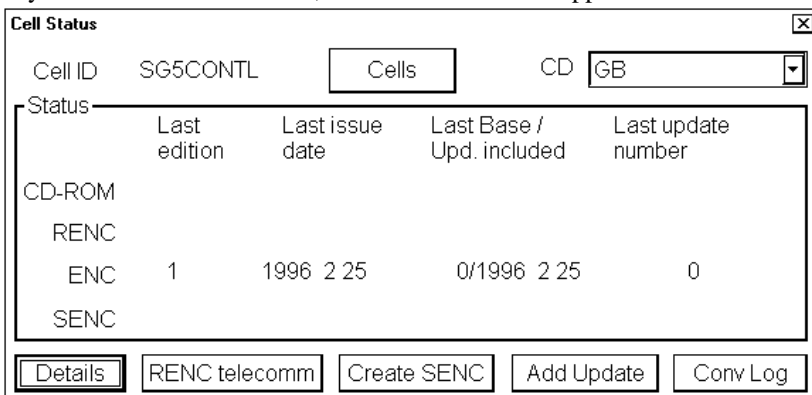 Cell Status
Cell ID SG5CONTL Cells CD GB
Status
Last edition Last issue date Last Base / Upd. included Last update number
CD-ROM
RENC
ENC 1 1996 2 25 0/1996 2 25 0
SENC
Details RENC telecomm Create SENC Add Update Conv Log